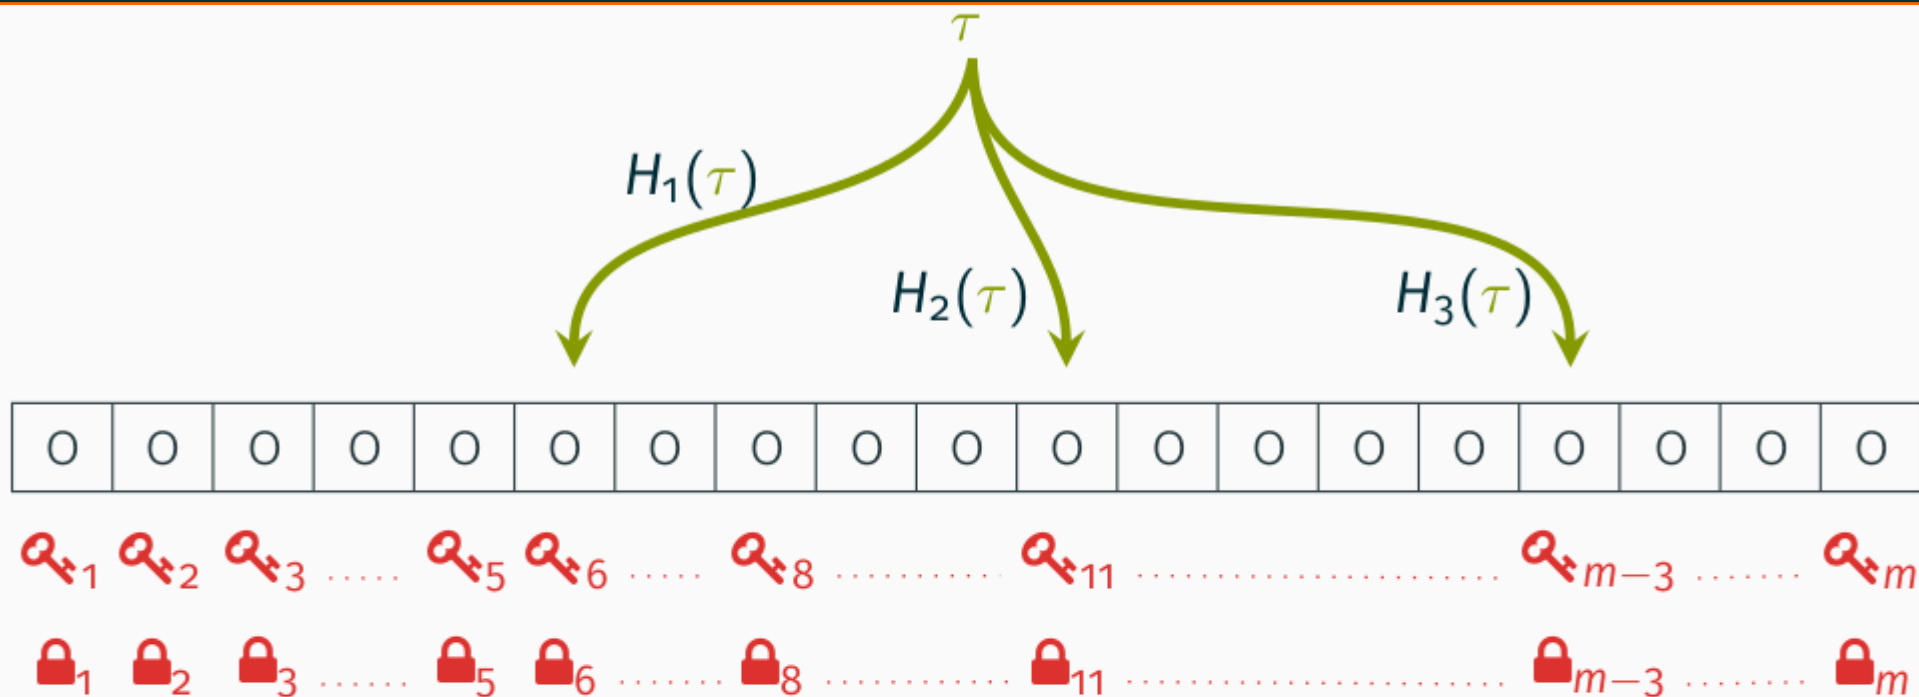 τ
H₁(τ)
H₂(τ) H₃(τ)
0 0 0 0 0 0 0 0 0 0 0 0 0 0 0 0 0 0 0
1 2 3 ..... 5 6 ..... 8 ........... 11 ........................ m−3 ....... m
1 2 3 ...... 5 6 ....... 8 ............ 11 ......................... m−3 ........ m